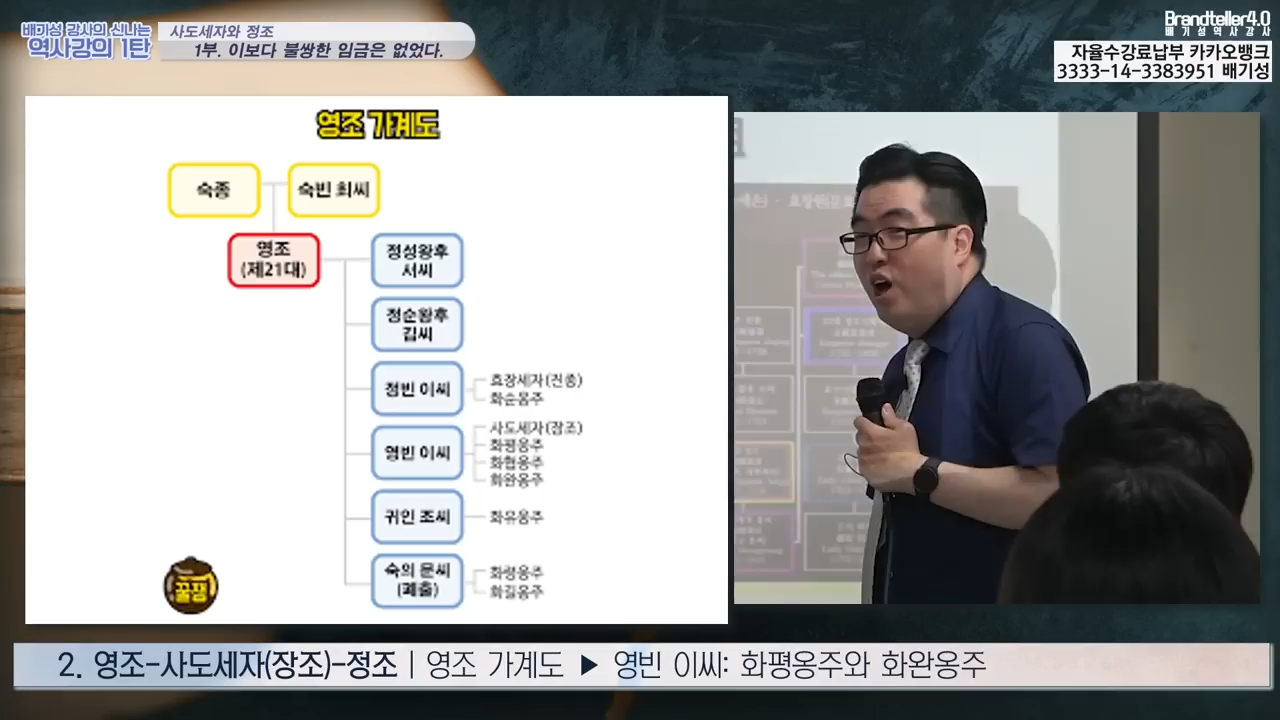 배기성 강사의 신나는
역사강의 1탄
사도세자와 정조
1부. 이보다 불쌍한 임금은 없었다.
Brandteller4.0
배기성역사강사
자율수강료납부 카카오뱅크
3333-14-3383951 배기성
영조 가계도
숙종
숙빈 최씨
영조
(제21대)
정성왕후
서씨
정순왕후
김씨
정빈 이씨
효장세자(진종)
화순옹주
영빈 이씨
사도세자(장조)
화평옹주
화협옹주
화완옹주
귀인 조씨
화유옹주
숙의 문씨
(폐출)
화령옹주
화길옹주
꿀잼
2. 영조-사도세자(장조)-정조 | 영조 가계도 ▶ 영빈 이씨: 화평옹주와 화완옹주